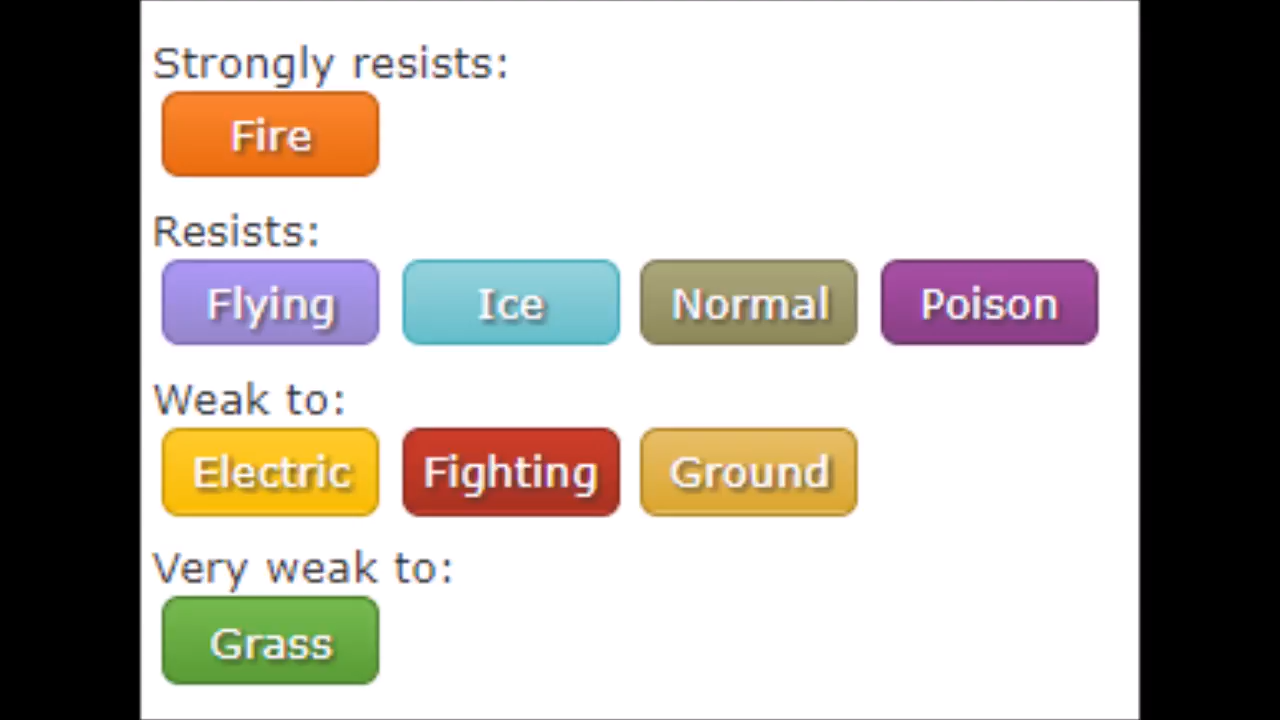 Strongly resists:
Fire
Resists:
Flying Ice Normal Poison
Weak to:
Electric Fighting Ground
Very weak to:
Grass